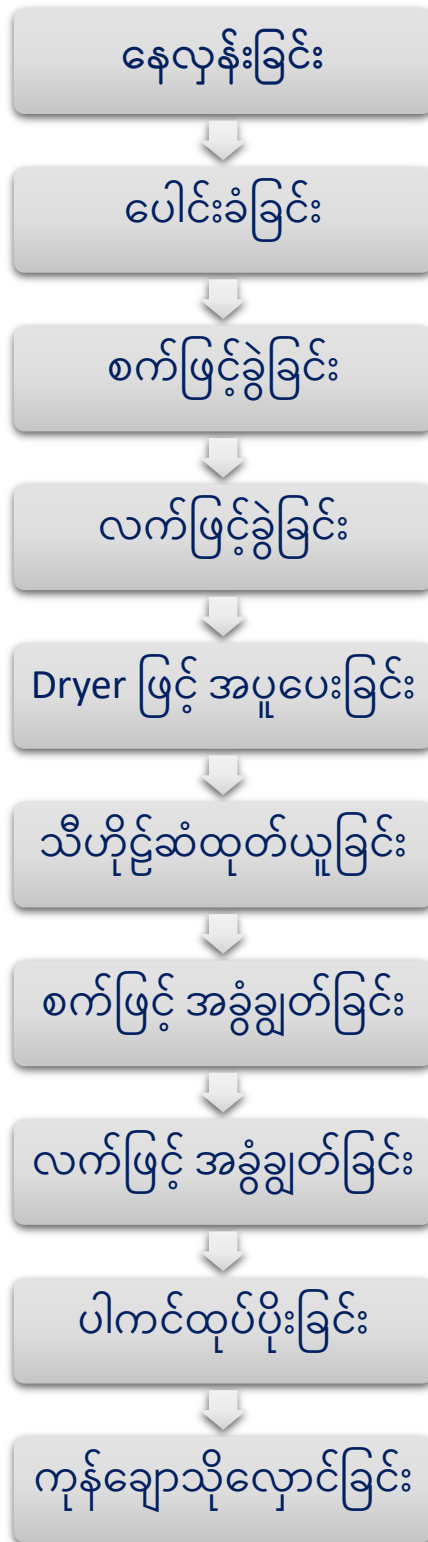 နေလှန်းခြင်း
ပေါင်းခံခြင်း
စက်ဖြင့်ခွဲခြင်း
လက်ဖြင့်ခွဲခြင်း
Dryer ဖြင့် အပူပေးခြင်း
သီဟိုဠ်ဆံထုတ်ယူခြင်း
စက်ဖြင့် အခွံချွတ်ခြင်း
လက်ဖြင့် အခွံချွတ်ခြင်း
ပါကင်ထုပ်ပိုးခြင်း
ကုန်ချောသိုလှောင်ခြင်း